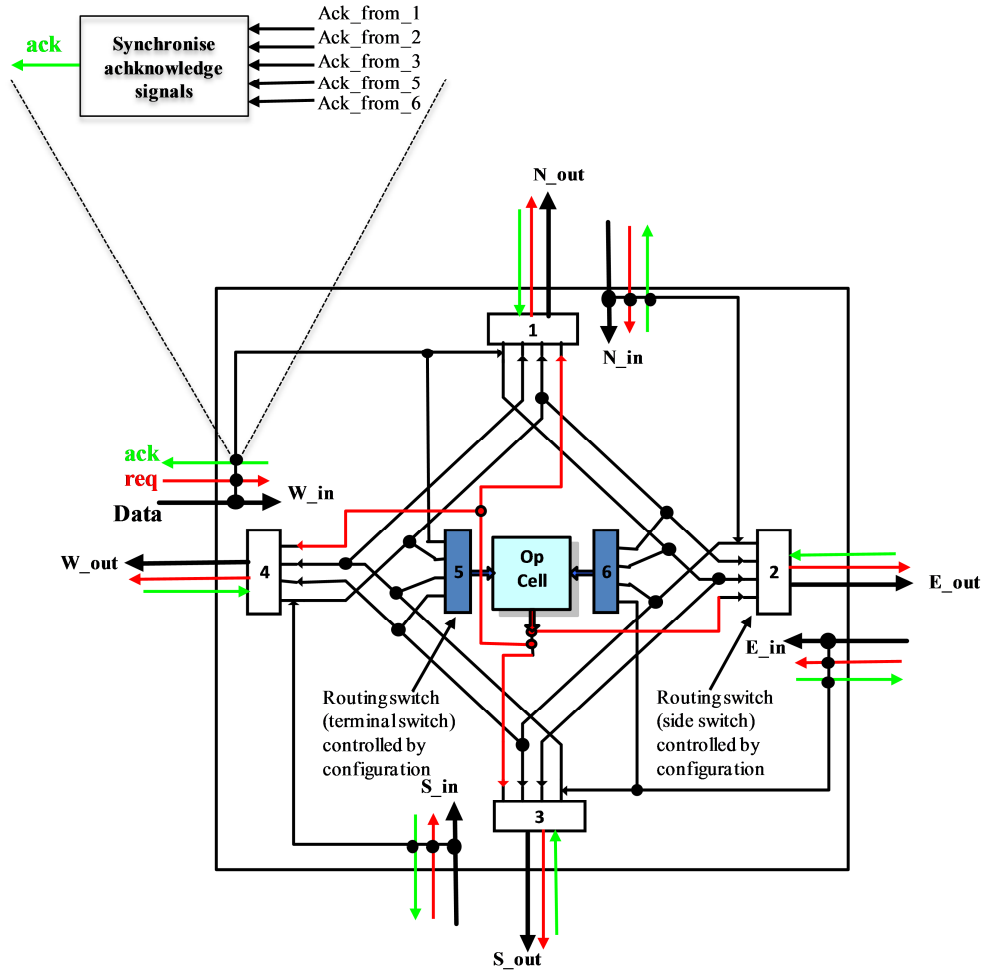 Ack_from_1
Ack_from_2
Ack_from_3
Ack_from_5
Ack_from_6
ack
Synchronise
achknowledge
signals
N_out
N_in
1
ack
req
Data
W_in
W_out
4
5
Op
Cell
6
2
E_out
E_in
Routing switch
(terminal switch)
controlled by
configuration
Routing switch
(side switch)
controlled by
configuration
S_in
3
S_out